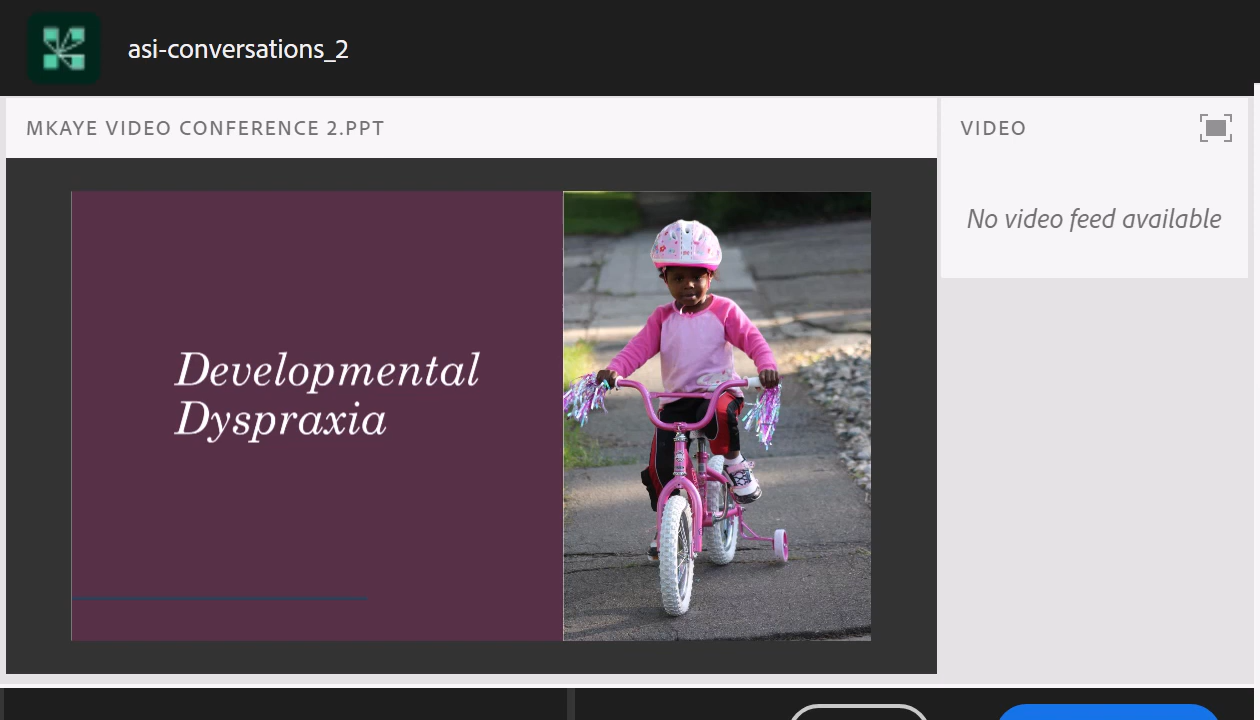 asi-conversations_2
MKAYE VIDEO CONFERENCE 2.PPT
VIDEO
No video feed available
Developmental
Dyspraxia